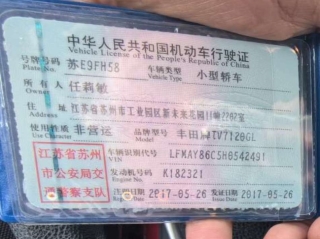 中华人民共和国机动车行驶证
Vehicle License of the People's Republic of China
号牌号码 苏E9FH58 车辆类型 小型轿车
Plate No. Vehicle Type
所有人 任莉敏
Owner
住址 江苏省苏州市工业园区新未来花园11幢2202室
Address
使用性质 非营运 品牌型号 丰田牌TV7120GL
Use Character Model
江苏省苏州市公安局交通警察支队
车辆识别代号 LFMAY86C5H0542491
VIN
发动机号码 K182321
Engine No.
注册日期 2017-05-26 发证日期 2017-05-26
Register Date Issue Date